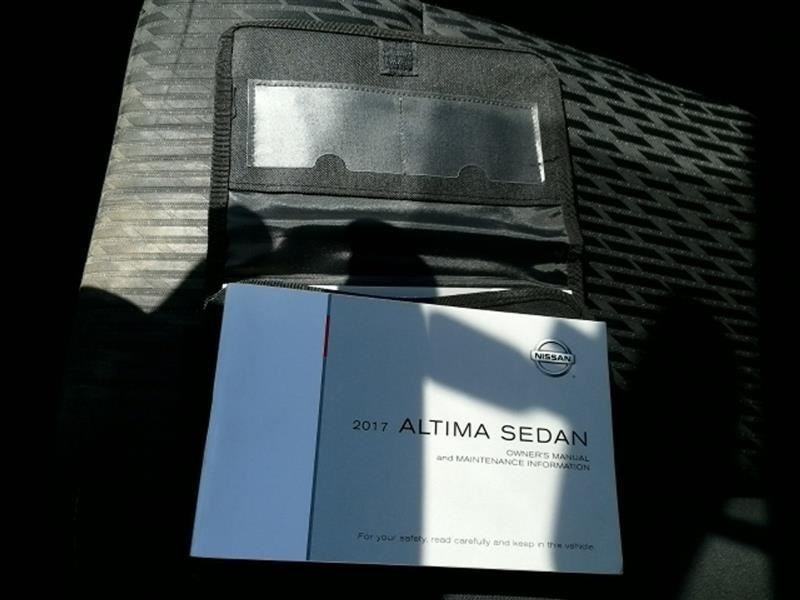 NISSAN
2017 ALTIMA SEDAN
OWNER'S MANUAL
and MAINTENANCE INFORMATION
For your safety, read carefully and keep in this vehicle.